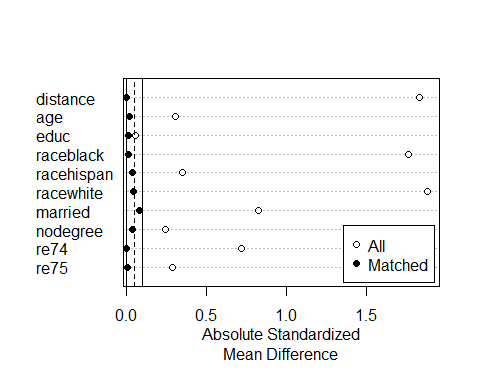 distance
age
educ
raceblack
racehispan
racewhite
married
nodegree
re74
re75
All
Matched
0.0 0.5 1.0 1.5
Absolute Standardized
Mean Difference